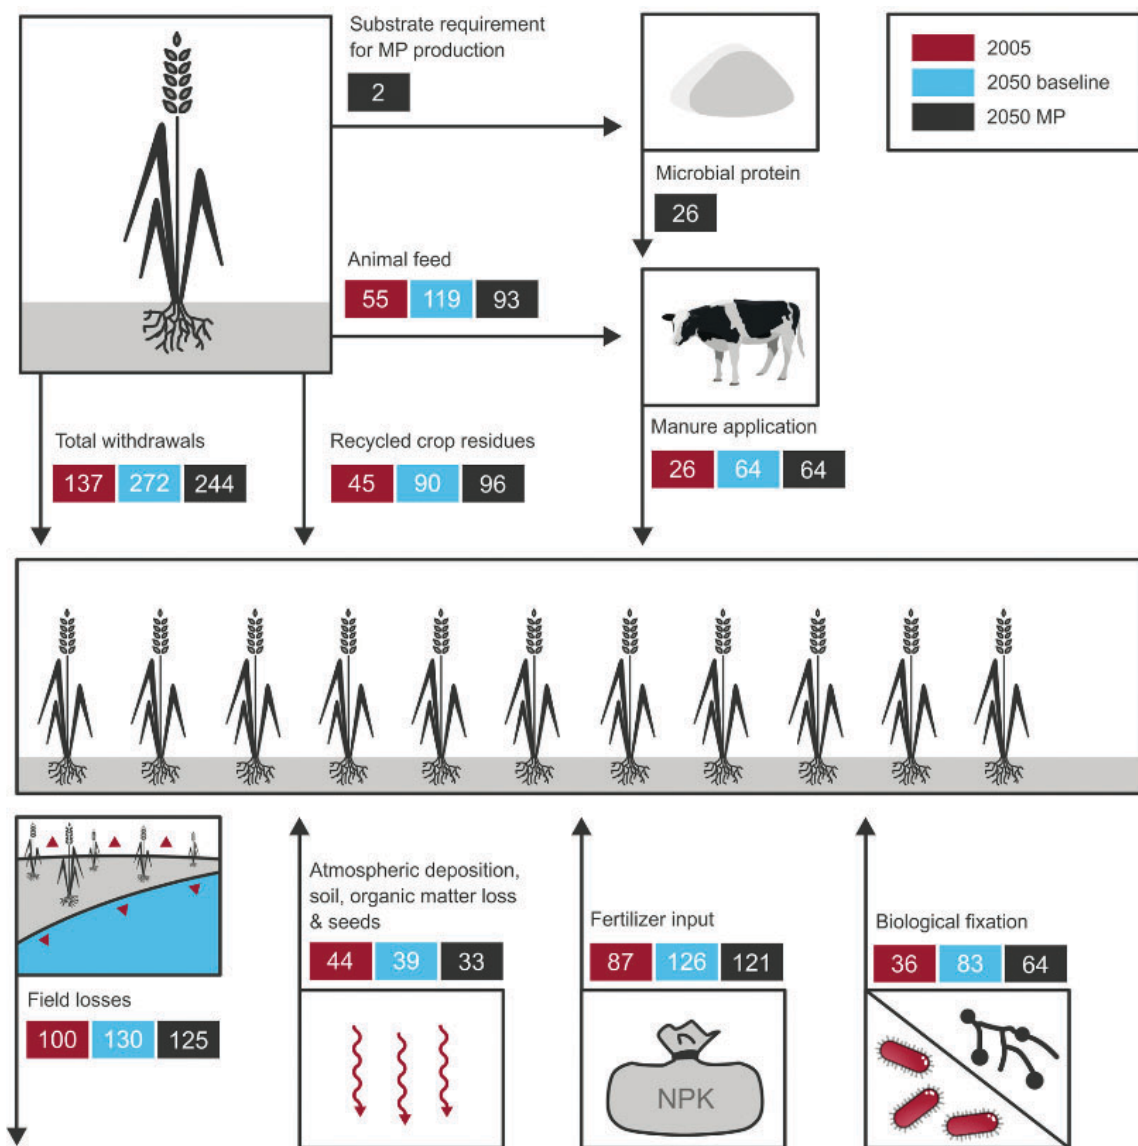 Substrate requirement
for MP production
2
2005
2050 baseline
2050 MP
Microbial protein
26
Animal feed
55 119 93
Total withdrawals
137 272 244
Recycled crop residues
45 90 96
Manure application
26 64 64
Atmospheric deposition,
soil, organic matter loss
& seeds
44 39 33
Fertilizer input
87 126 121
Biological fixation
36 83 64
Field losses
100 130 125
NPK